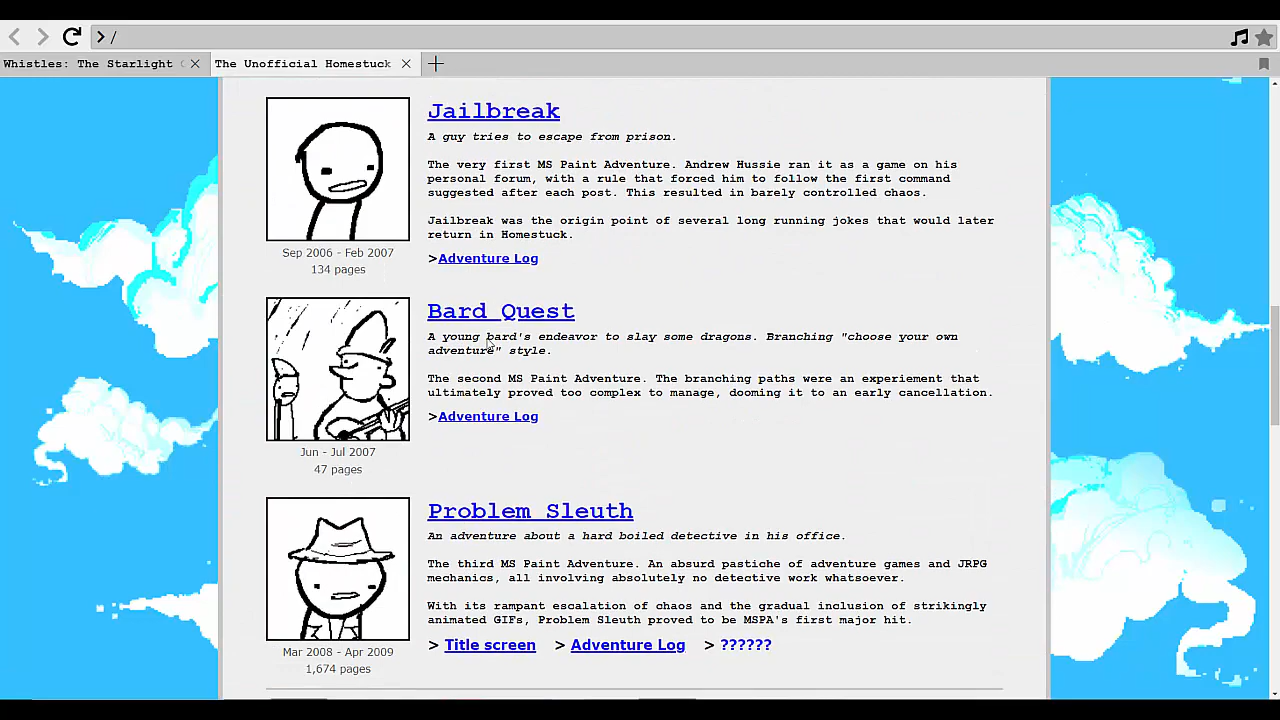 > /
Whistles: The Starlight
The Unofficial Homestuck
Jailbreak
A guy tries to escape from prison.
The very first MS Paint Adventure. Andrew Hussie ran it as a game on his
personal forum, with a rule that forced him to follow the first command
suggested after each post. This resulted in barely controlled chaos.
Jailbreak was the origin point of several long running jokes that would later
return in Homestuck.
>Adventure Log
Sep 2006 - Feb 2007
134 pages
Bard Quest
A young bard's endeavor to slay some dragons. Branching "choose your own
adventure" style.
The second MS Paint Adventure. The branching paths were an experiement that
ultimately proved too complex to manage, dooming it to an early cancellation.
>Adventure Log
Jun - Jul 2007
47 pages
Problem Sleuth
An adventure about a hard boiled detective in his office.
The third MS Paint Adventure. An absurd pastiche of adventure games and JRPG
mechanics, all involving absolutely no detective work whatsoever.
With its rampant escalation of chaos and the gradual inclusion of strikingly
animated GIFs, Problem Sleuth proved to be MSPA's first major hit.
> Title screen > Adventure Log > ??????
Mar 2008 - Apr 2009
1,674 pages